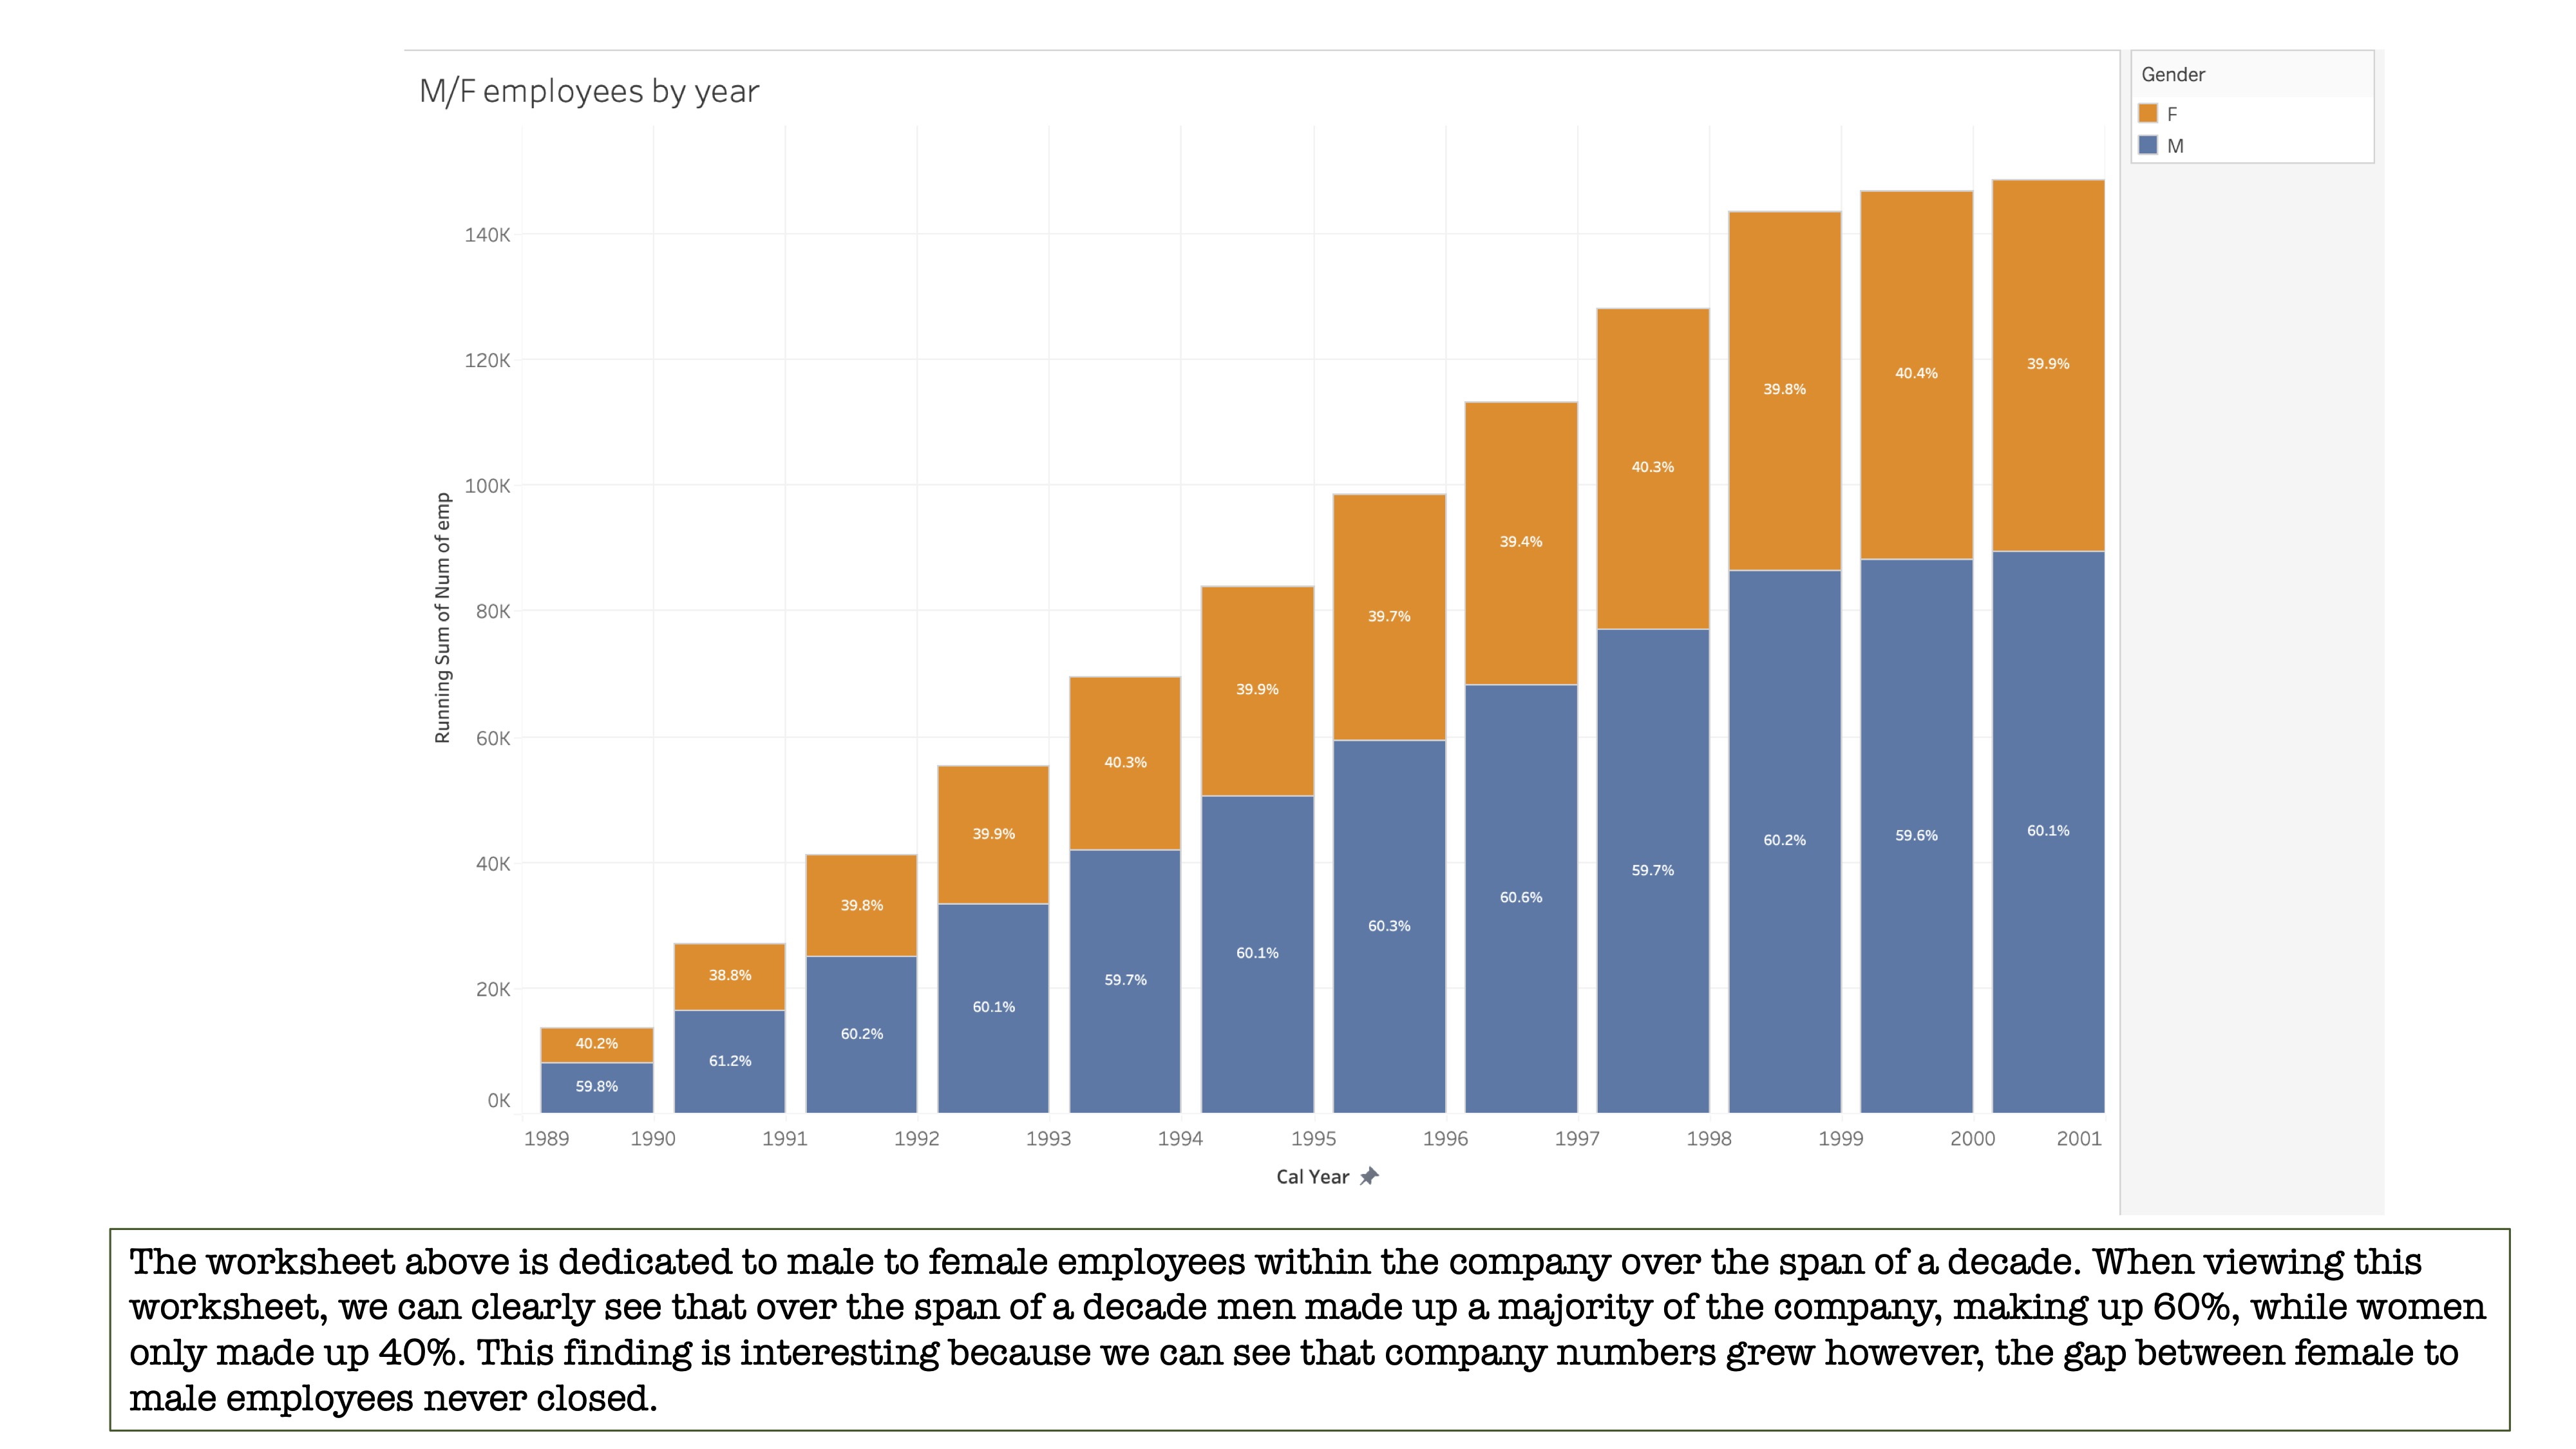 M/F employees by year
Gender
F
M
Running Sum of Num of emp
140K
120K
100K
80K
60K
40K
20K
0K
40.2%
59.8%
38.8%
61.2%
39.8%
60.2%
39.9%
60.1%
40.3%
59.7%
39.9%
60.1%
39.7%
60.3%
39.4%
60.6%
40.3%
59.7%
39.8%
60.2%
40.4%
59.6%
39.9%
60.1%
1989 1990 1991 1992 1993 1994 1995 1996 1997 1998 1999 2000 2001
Cal Year
The worksheet above is dedicated to male to female employees within the company over the span of a decade. When viewing this
worksheet, we can clearly see that over the span of a decade men made up a majority of the company, making up 60%, while women
only made up 40%. This finding is interesting because we can see that company numbers grew however, the gap between female to
male employees never closed.